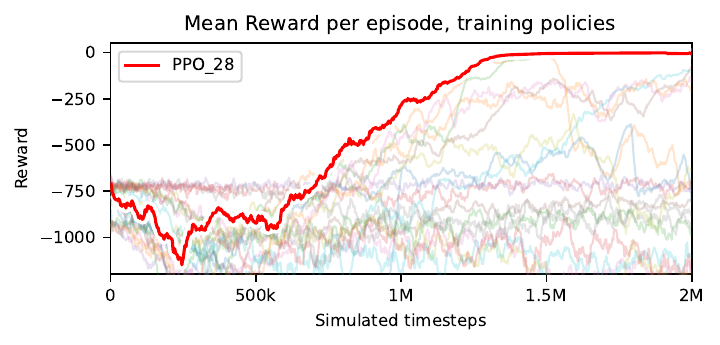 Mean Reward per episode, training policies
PPO_28
0
−250
−500
−750
−1000
Reward
0
500k
1M
1.5M
2M
Simulated timesteps